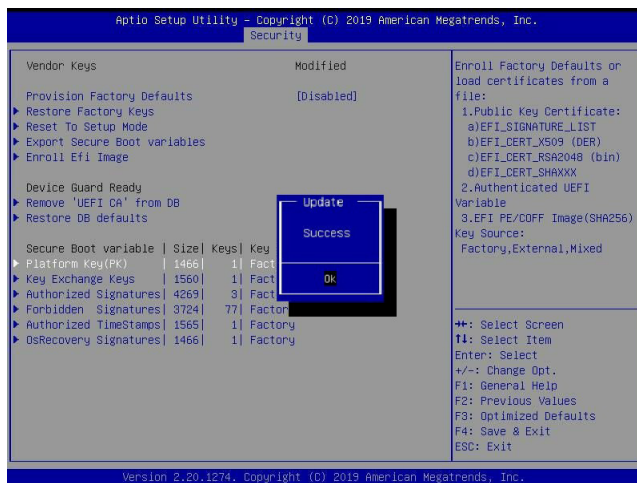 Aptio Setup Utility – Copyright (C) 2019 American Megatrends, Inc.
Security
Vendor Keys Modified
Provision Factory Defaults [Disabled]
Restore Factory Keys
Reset To Setup Mode
Export Secure Boot variables
Enroll Efi Image
Device Guard Ready
Remove 'UEFI CA' from DB
Restore DB defaults
Secure Boot variable | Size| Keys| Key
Platform Key(PK) | 1466| 1| Fact
Key Exchange Keys | 1560| 1| Fact
Authorized Signatures| 4269| 3| Fact
Forbidden Signatures| 3724| 77| Factor
Authorized TimeStamps| 1565| 1| Factory
OsRecovery Signatures| 1466| 1| Factory
Update
Success
Ok
Enroll Factory Defaults or
load certificates from a
file:
1.Public Key Certificate:
a)EFI_SIGNATURE_LIST
b)EFI_CERT_X509 (DER)
c)EFI_CERT_RSA2048 (bin)
d)EFI_CERT_SHAXXX
2.Authenticated UEFI
Variable
3.EFI PE/COFF Image(SHA256)
Key Source:
Factory,External,Mixed
→←: Select Screen
↑↓: Select Item
Enter: Select
+/-: Change Opt.
F1: General Help
F2: Previous Values
F3: Optimized Defaults
F4: Save & Exit
ESC: Exit
Version 2.20.1274. Copyright (C) 2019 American Megatrends, Inc.